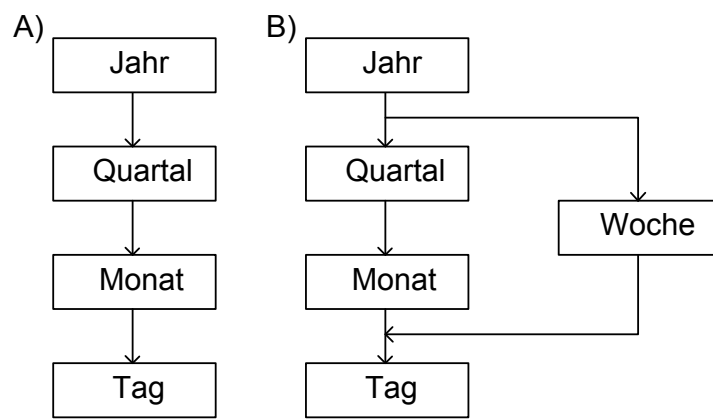 A)
Jahr
Quartal
Monat
Tag
B)
Jahr
Quartal
Woche
Monat
Tag